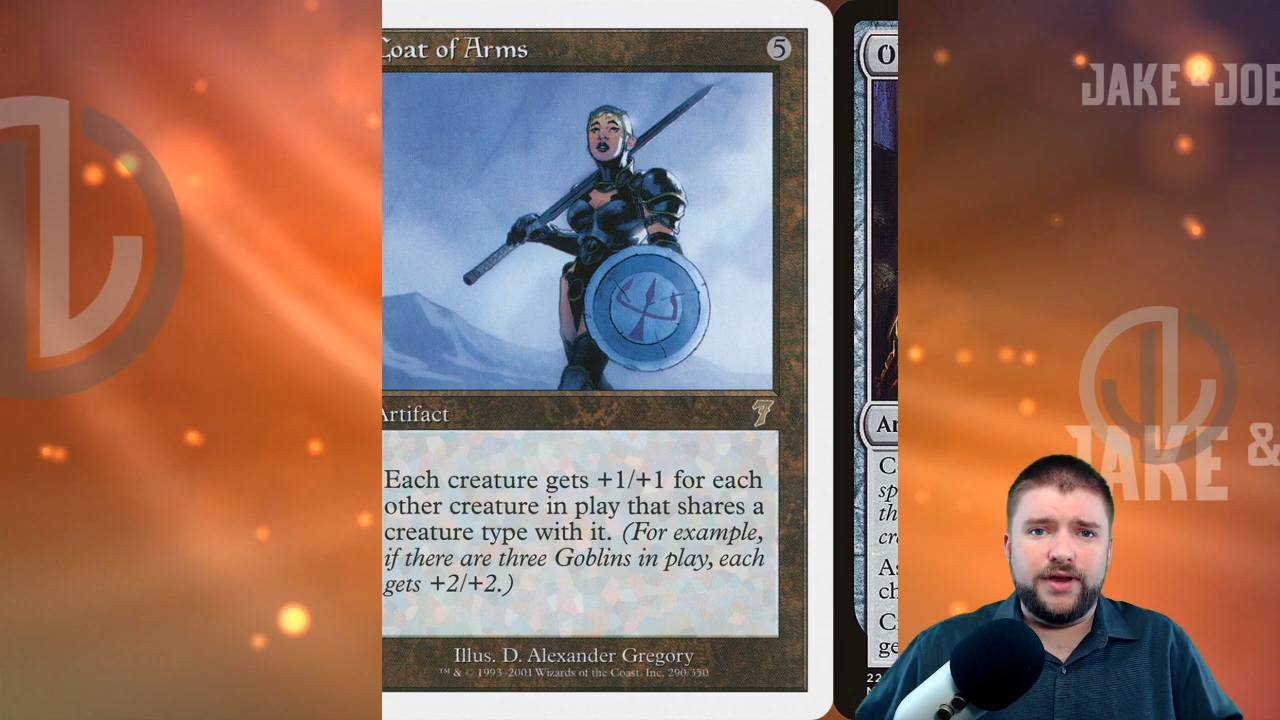 Coat of Arms
5
Artifact
Each creature gets +1/+1 for each
other creature in play that shares a
creature type with it. (For example,
if there are three Goblins in play, each
gets +2/+2.)
Illus. D. Alexander Gregory
™ & © 1993-2001 Wizards of the Coast, Inc. 290/350
JAKE & JOE
JAKE &